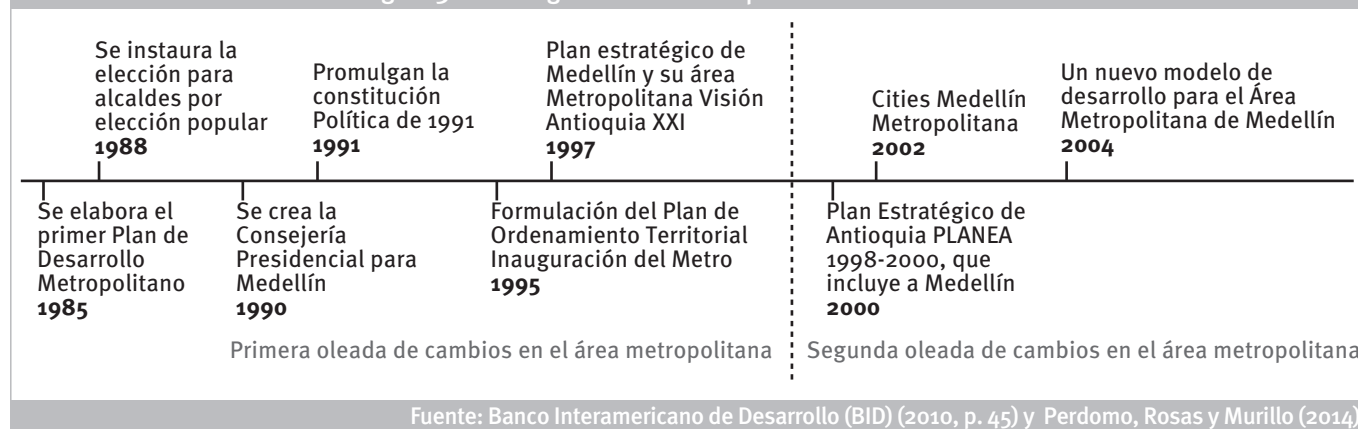 Se instaura la
elección para
alcaldes por
elección popular
1988
Promulgan la
constitución
Política de 1991
1991
Plan estratégico de
Medellín y su área
Metropolitana Visión
Antioquia XXI
1997
Cities Medellín
Metropolitana
2002
Un nuevo modelo de
desarrollo para el Área
Metropolitana de Medellín
2004
Se elabora el
primer Plan de
Desarrollo
Metropolitano
1985
Se crea la
Consejería
Presidencial para
Medellín
1990
Formulación del Plan de
Ordenamiento Territorial
Inauguración del Metro
1995
Plan Estratégico de
Antioquia PLANEA
1998-2000, que
incluye a Medellín
2000
Primera oleada de cambios en el área metropolitana
Segunda oleada de cambios en el área metropolitana
Fuente: Banco Interamericano de Desarrollo (BID) (2010, p. 45) y Perdomo, Rosas y Murillo (2014)